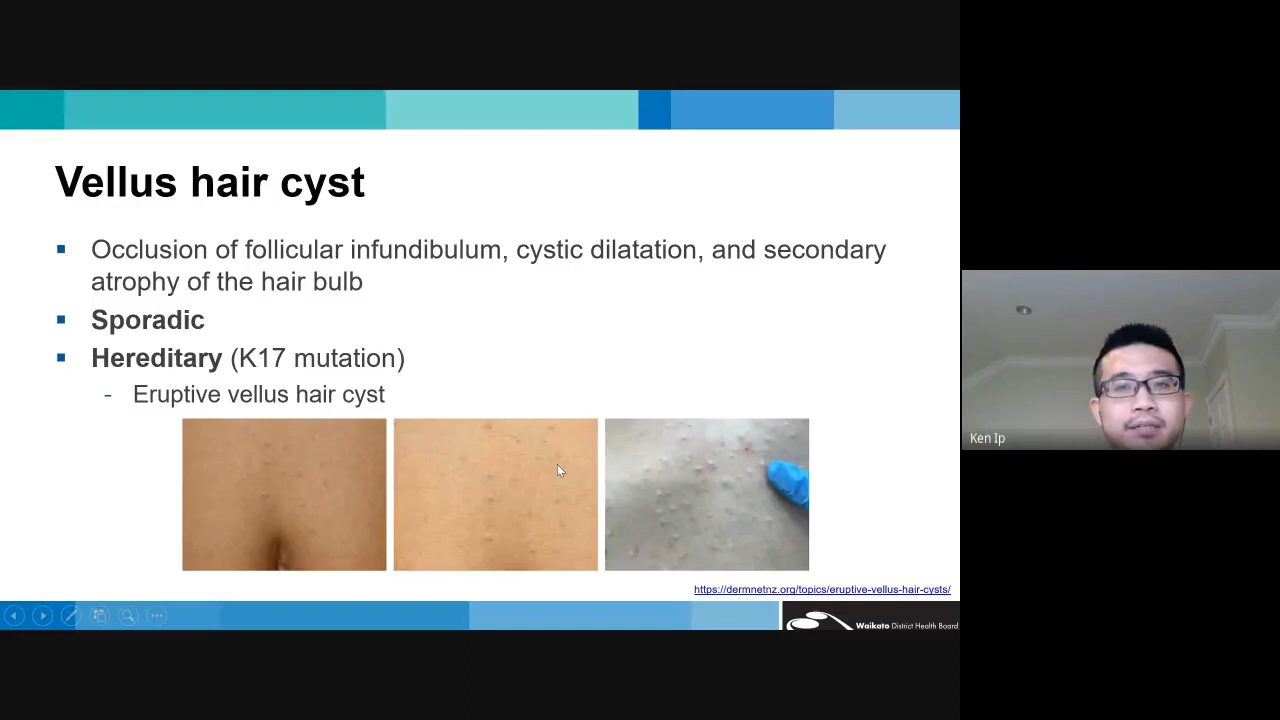 Vellus hair cyst
Occlusion of follicular infundibulum, cystic dilatation, and secondary
atrophy of the hair bulb
Sporadic
Hereditary (K17 mutation)
- Eruptive vellus hair cyst
https://dermnetnz.org/topics/eruptive-vellus-hair-cysts/
Waikato District Health Board
Ken Ip